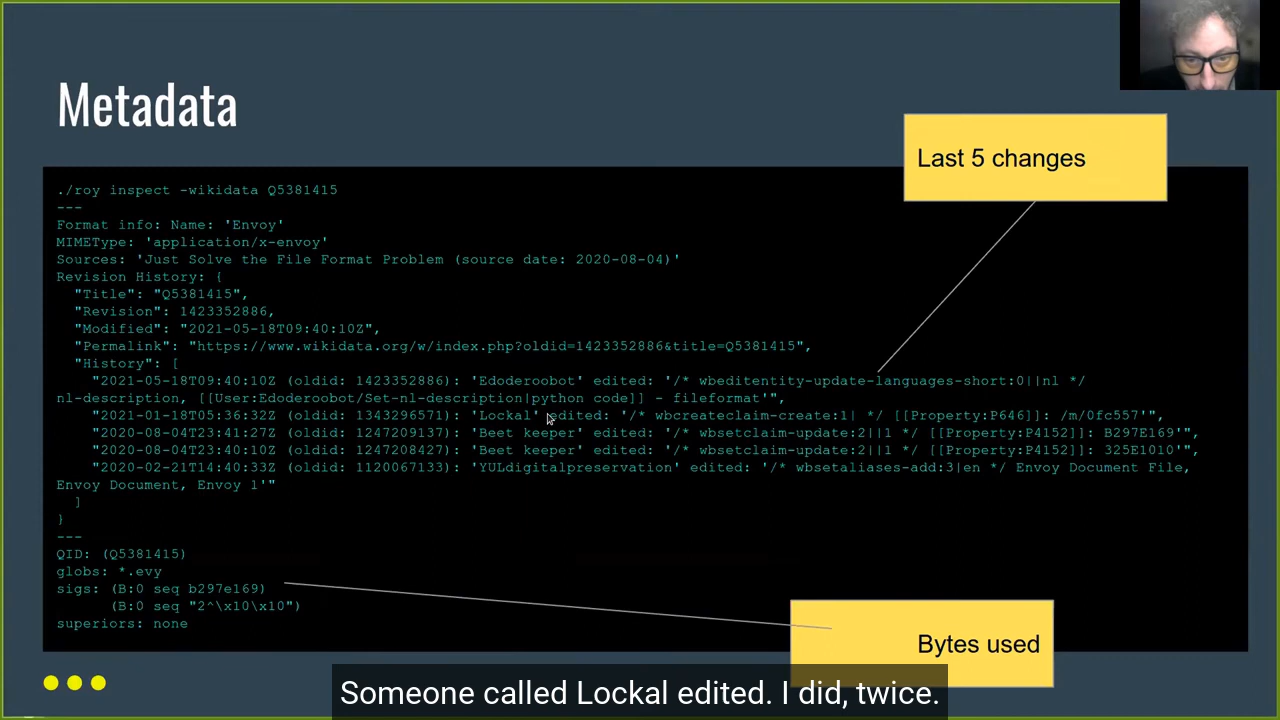 Metadata
Last 5 changes
./roy inspect -wikidata Q5381415
---
Format info: Name: 'Envoy'
MIMEType: 'application/x-envoy'
Sources: 'Just Solve the File Format Problem (source date: 2020-08-04)'
Revision History: {
"Title": "Q5381415",
"Revision": 1423352886,
"Modified": "2021-05-18T09:40:10Z",
"Permalink": "https://www.wikidata.org/w/index.php?oldid=1423352886&title=Q5381415",
"History": [
"2021-05-18T09:40:10Z (oldid: 1423352886): 'Edoderoobot' edited: '/* wbeditentity-update-languages-short:0||nl */
nl-description, [[User:Edoderoobot/Set-nl-description|python code]] - fileformat'",
"2021-01-18T05:36:32Z (oldid: 1343296571): 'Lockal' edited: '/* wbcreateclaim-create:1| */ [[Property:P646]]: /m/0fc557'",
"2020-08-04T23:41:27Z (oldid: 1247209137): 'Beet keeper' edited: '/* wbsetclaim-update:2||1 */ [[Property:P4152]]: B297E169'",
"2020-08-04T23:40:10Z (oldid: 1247208427): 'Beet keeper' edited: '/* wbsetclaim-update:2||1 */ [[Property:P4152]]: 325E1010'",
"2020-02-21T14:40:33Z (oldid: 1120067133): 'YULdigitalpreservation' edited: '/* wbsetaliases-add:3|en */ Envoy Document File,
Envoy Document, Envoy 1'"
]
}
---
QID: (Q5381415)
globs: *.evy
sigs: (B:0 seq b297e169)
(B:0 seq "2^\x10\x10")
superiors: none
Bytes used
Someone called Lockal edited. I did, twice.